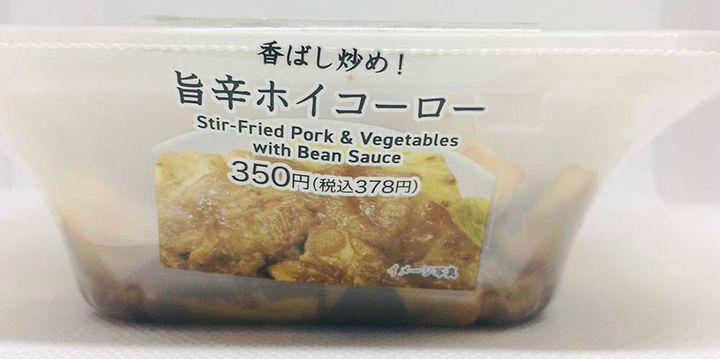 香ばし炒め！
旨辛ホイコーロー
Stir-Fried Pork & Vegetables
with Bean Sauce
350円(税込378円)
イメージ写真